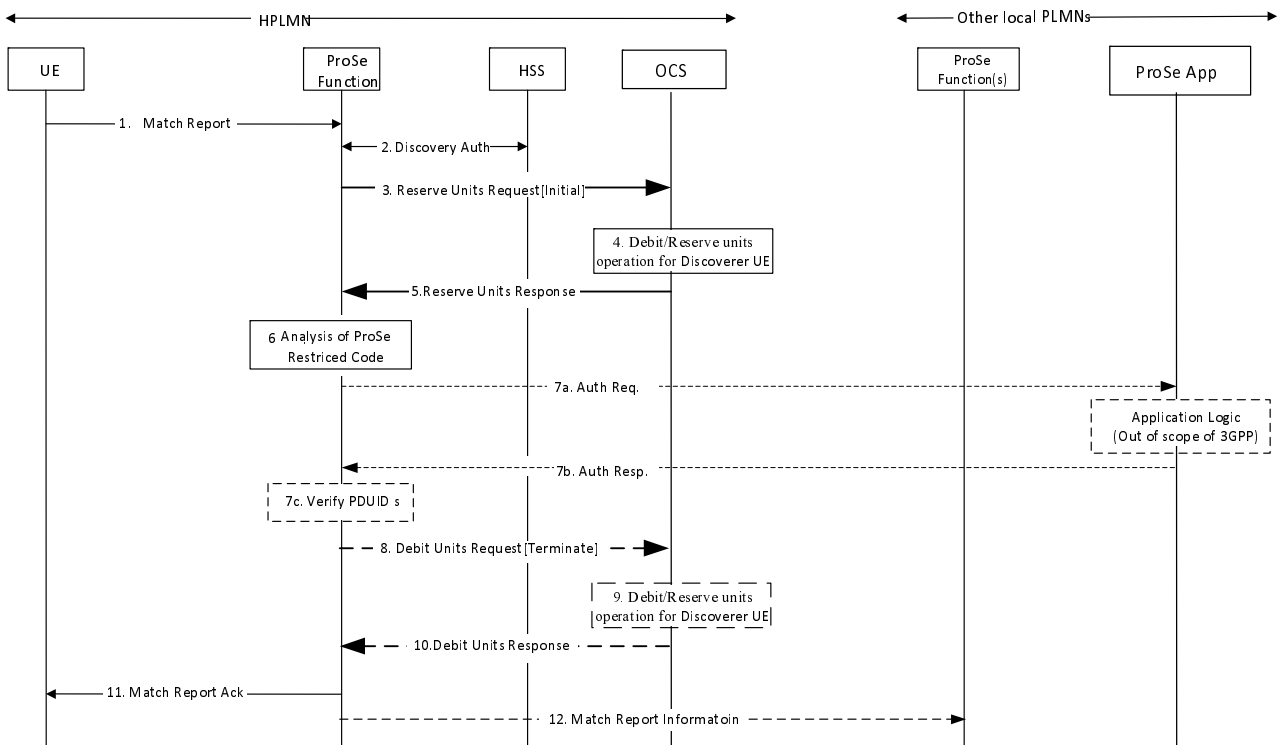 HPLMN
Other local PLMNs
UE
ProSe
Function
HSS
OCS
ProSe
Function(s)
ProSe App
1. Match Report
2. Discovery Auth
3. Reserve Units Request[Initial]
4. Debit/Reserve units
operation for Discoverer UE
5.Reserve Units Response
6 Analysis of ProSe
Restriced Code
7a. Auth Req.
Application Logic
(Out of scope of 3GPP)
7b. Auth Resp.
7c. Verify PDUID s
8. Debit Units Request[Terminate]
9. Debit/Reserve units
operation for Discoverer UE
10.Debit Units Response
11. Match Report Ack
12. Match Report Informatoin